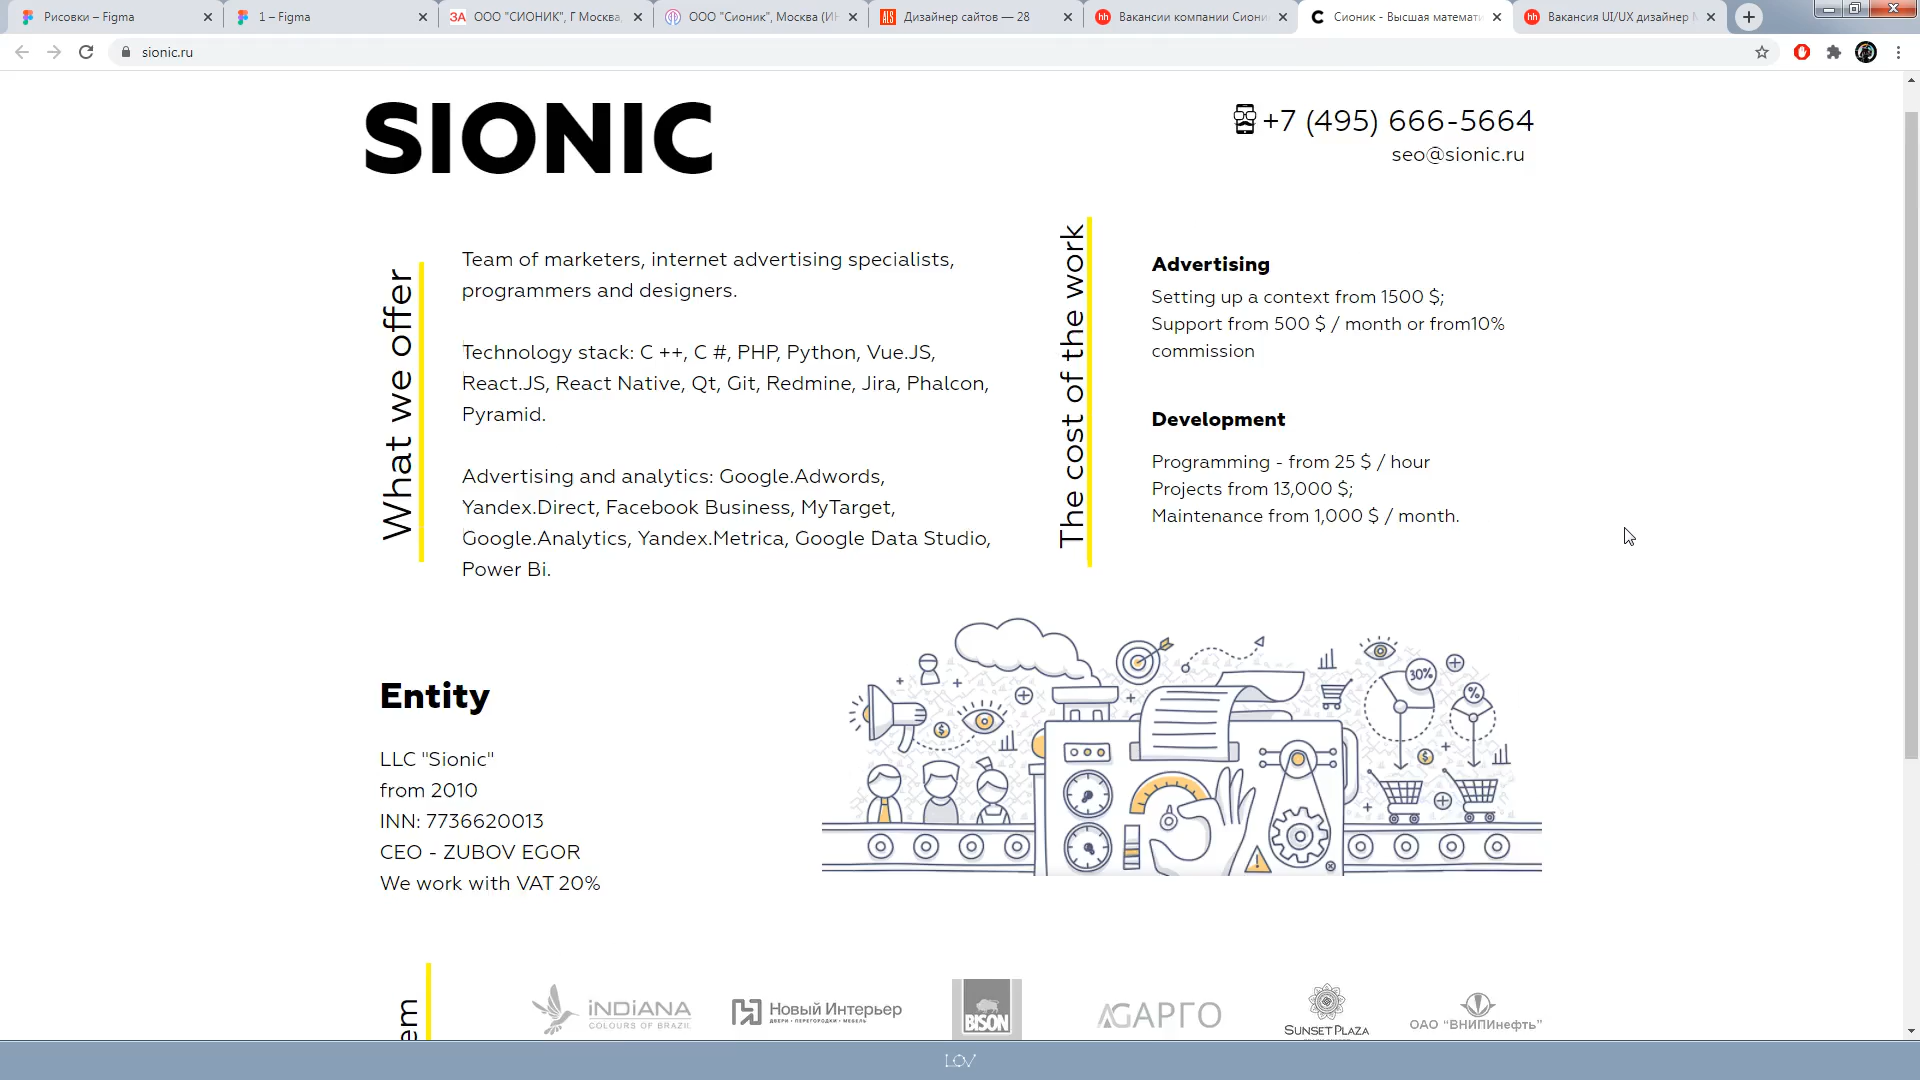 Рисовки – Figma
1 – Figma
ООО "СИОНИК", Г Москва,
ООО "Сионик", Москва (ИН
Дизайнер сайтов — 28
Вакансии компании Сиони
Сионик - Высшая математи
Вакансия UI/UX дизайнер
sionic.ru
SIONIC
+7 (495) 666-5664
seo@sionic.ru
What we offer
Team of marketers, internet advertising specialists,
programmers and designers.
Technology stack: C ++, C #, PHP, Python, Vue.JS,
React.JS, React Native, Qt, Git, Redmine, Jira, Phalcon,
Pyramid.
Advertising and analytics: Google.Adwords,
Yandex.Direct, Facebook Business, MyTarget,
Google.Analytics, Yandex.Metrica, Google Data Studio,
Power Bi.
The cost of the work
Advertising
Setting up a context from 1500 $;
Support from 500 $ / month or from10%
commission
Development
Programming - from 25 $ / hour
Projects from 13,000 $;
Maintenance from 1,000 $ / month.
30%
%
Entity
LLC "Sionic"
from 2010
INN: 7736620013
CEO - ZUBOV EGOR
We work with VAT 20%
em
INDIANA
COLOURS OF BRAZIL
Новый Интерьер
ДВЕРИ • ПЕРЕГОРОДКИ • МЕБЕЛЬ
BISON
АGАРГО
SUNSET PLAZA
ОАО "ВНИПИнефть"
LOV